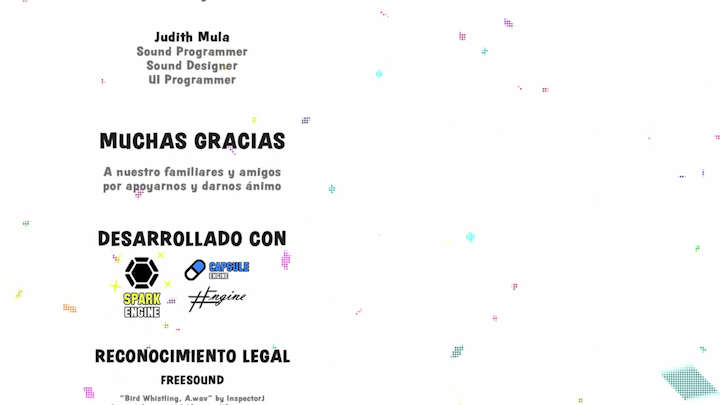 Judith Mula
Sound Programmer
Sound Designer
UI Programmer
MUCHAS GRACIAS
A nuestro familiares y amigos
por apoyarnos y darnos ánimo
DESARROLLADO CON
SPARK
ENGINE
CAPSULE
ENGINE
#Engine
RECONOCIMIENTO LEGAL
FREESOUND
"Bird Whistling, A.wav" by InspectorJ